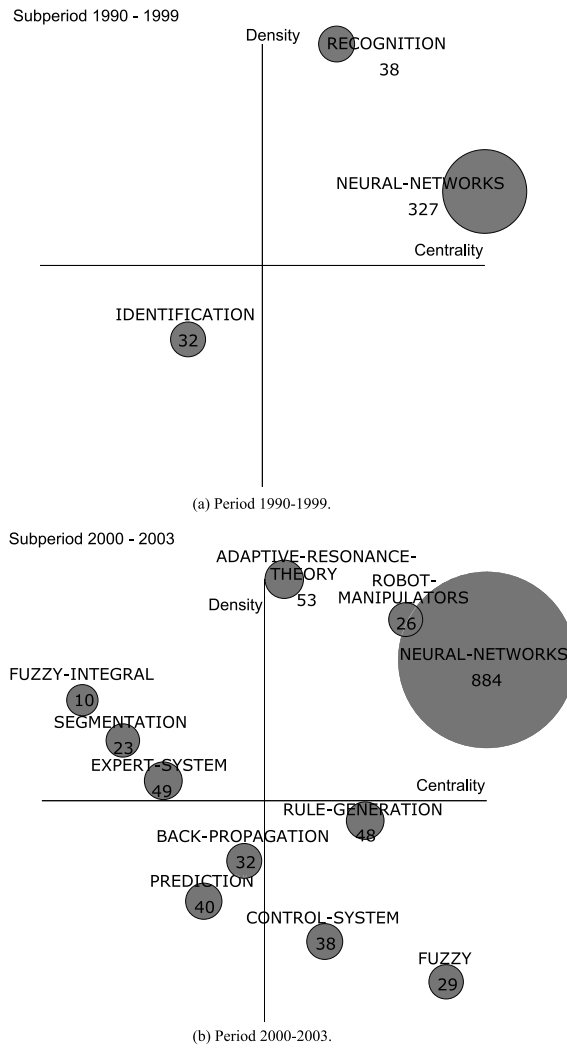 Subperiod 1990 - 1999
Density
RECOGNITION
38
NEURAL-NETWORKS
327
Centrality
IDENTIFICATION
32
(a) Period 1990-1999.
Subperiod 2000 - 2003
ADAPTIVE-RESONANCE-
THEORY
53
Density
ROBOT-
MANIPULATORS
26
NEURAL-NETWORKS
884
FUZZY-INTEGRAL
10
SEGMENTATION
23
EXPERT-SYSTEM
49
Centrality
RULE-GENERATION
48
BACK-PROPAGATION
32
PREDICTION
40
CONTROL-SYSTEM
38
FUZZY
29
(b) Period 2000-2003.